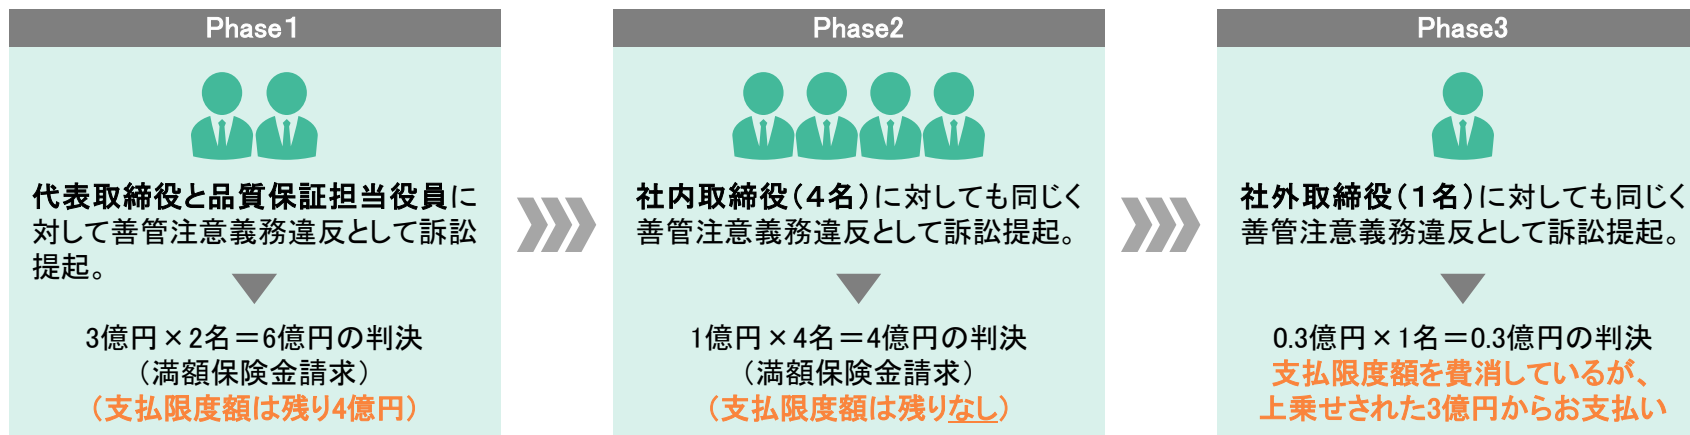 Phase1
代表取締役と品質保証担当役員に
対して善管注意義務違反として訴訟
提起。
3億円×2名＝6億円の判決
（満額保険金請求）
（支払限度額は残り4億円）
Phase2
社内取締役（４名）に対しても同じく
善管注意義務違反として訴訟提起。
1億円×4名＝4億円の判決
（満額保険金請求）
（支払限度額は残りなし）
Phase3
社外取締役（１名）に対しても同じく
善管注意義務違反として訴訟提起。
0.3億円×1名＝0.3億円の判決
支払限度額を費消しているが、
上乗せされた3億円からお支払い